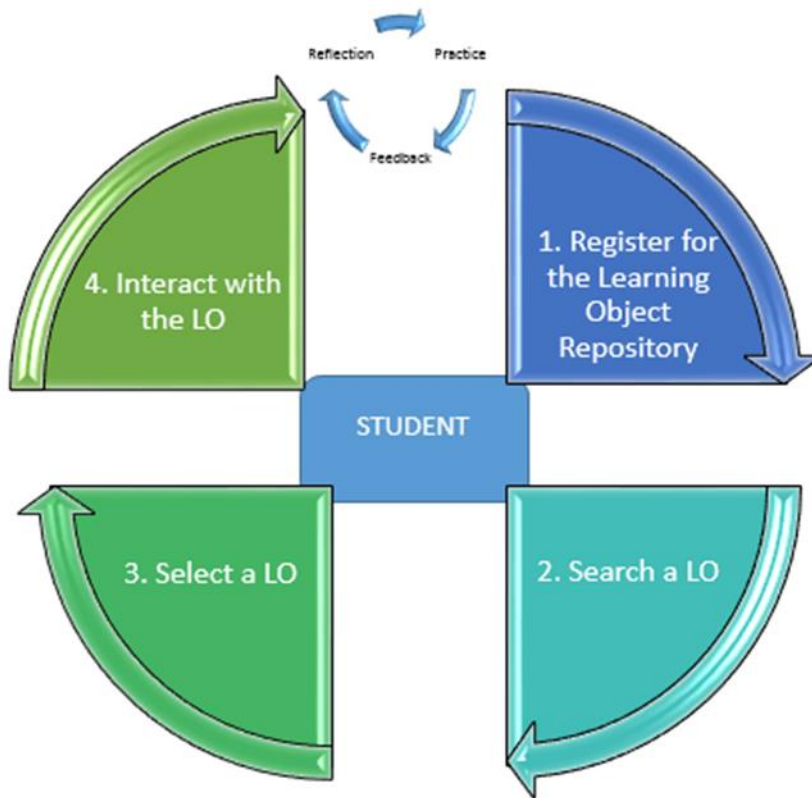 Reflection
Practice
Feedback
1. Register for
the Learning
Object
Repository
4. Interact with
the LO
STUDENT
3. Select a LO
2. Search a LO